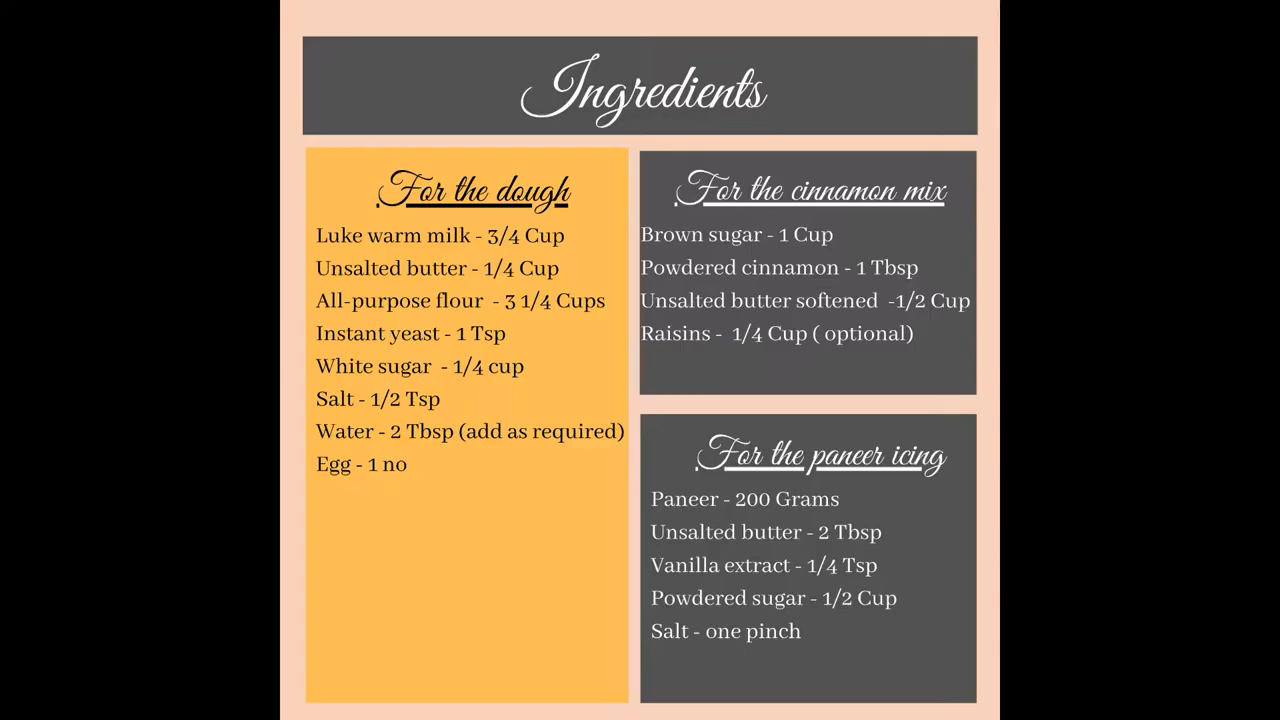 Ingredients
For the dough
Luke warm milk - 3/4 Cup
Unsalted butter - 1/4 Cup
All-purpose flour - 3 1/4 Cups
Instant yeast - 1 Tsp
White sugar - 1/4 cup
Salt - 1/2 Tsp
Water - 2 Tbsp (add as required)
Egg - 1 no
For the cinnamon mix
Brown sugar - 1 Cup
Powdered cinnamon - 1 Tbsp
Unsalted butter softened -1/2 Cup
Raisins - 1/4 Cup ( optional)
For the paneer icing
Paneer - 200 Grams
Unsalted butter - 2 Tbsp
Vanilla extract - 1/4 Tsp
Powdered sugar - 1/2 Cup
Salt - one pinch